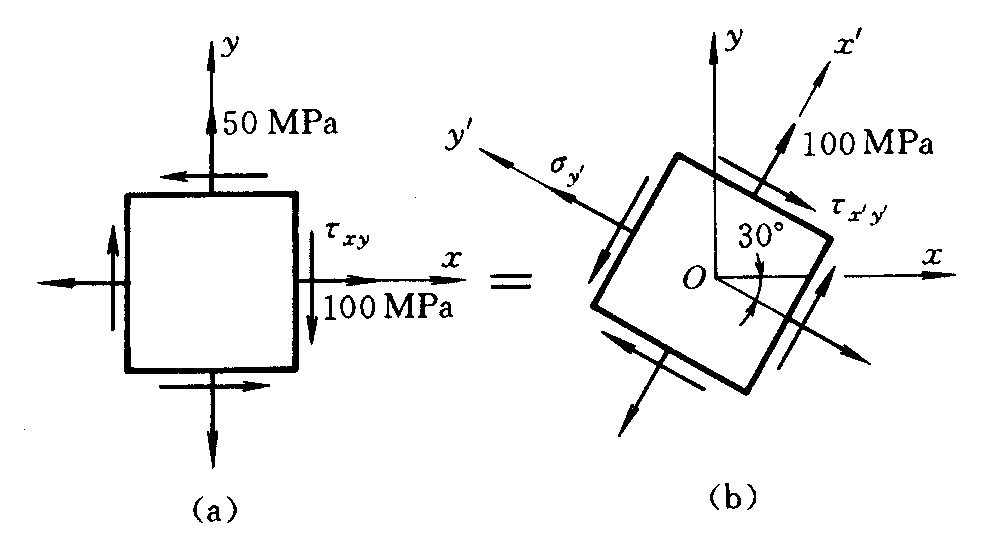 y
50 MPa
τxy
x
100 MPa
(a)
=
y
x′
y′
σy′
100 MPa
τx′y′
30°
O
x
(b)